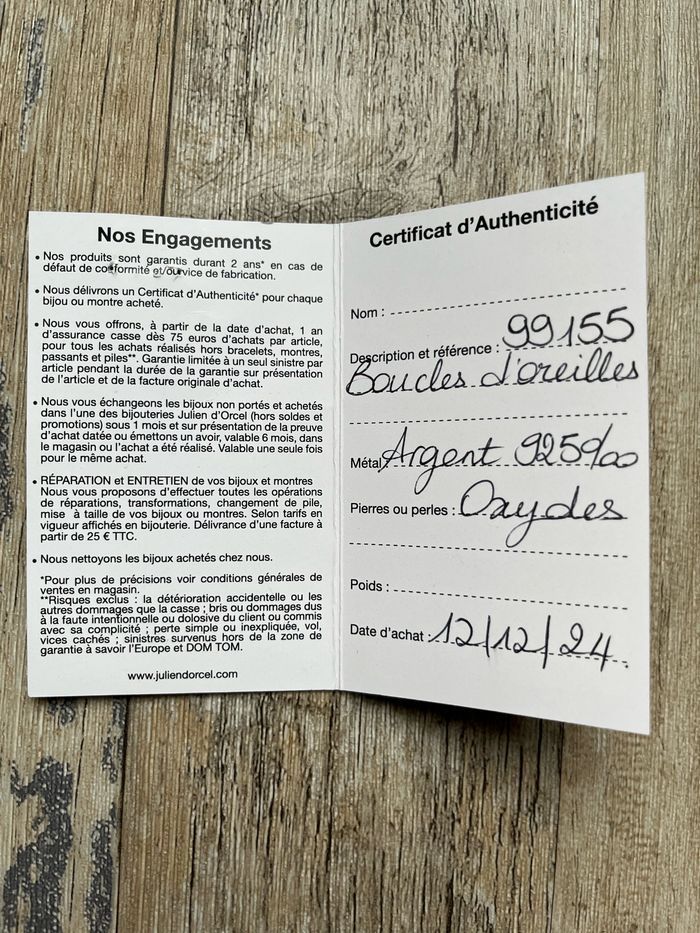 Nos Engagements
• Nos produits sont garantis durant 2 ans* en cas de
défaut de conformité et/ou vice de fabrication.
• Nous délivrons un Certificat d'Authenticité* pour chaque
bijou ou montre acheté.
• Nous vous offrons, à partir de la date d'achat, 1 an
d'assurance casse dès 75 euros d'achats par article,
pour tous les achats réalisés hors bracelets, montres,
passants et piles**. Garantie limitée à un seul sinistre par
article pendant la durée de la garantie sur présentation
de l'article et de la facture originale d'achat.
• Nous vous échangeons les bijoux non portés et achetés
dans l'une des bijouteries Julien d'Orcel (hors soldes et
promotions) sous 1 mois et sur présentation de la preuve
d'achat datée ou émettons un avoir, valable 6 mois, dans
le magasin ou l'achat a été réalisé. Valable une seule fois
pour le même achat.
• RÉPARATION et ENTRETIEN de vos bijoux et montres
Nous vous proposons d'effectuer toutes les opérations
de réparations, transformations, changement de pile,
mise à taille de vos bijoux ou montres. Selon tarifs en
vigueur affichés en bijouterie. Délivrance d'une facture à
partir de 25 € TTC.
• Nous nettoyons les bijoux achetés chez nous.
*Pour plus de précisions voir conditions générales de
ventes en magasin.
**Risques exclus : la détérioration accidentelle ou les
autres dommages que la casse ; bris ou dommages dus
à la faute intentionnelle ou dolosive du client ou commis
avec sa complicité ; perte simple ou inexpliquée, vol,
vices cachés ; sinistres survenus hors de la zone de
garantie à savoir l'Europe et DOM TOM.
www.juliendorcel.com
Certificat d'Authenticité
Nom :
Description et référence : 99155
Boucles d'oreilles
Métal Argent 925‰
Pierres ou perles : Oxydes
Poids :
Date d'achat : 12/12/24